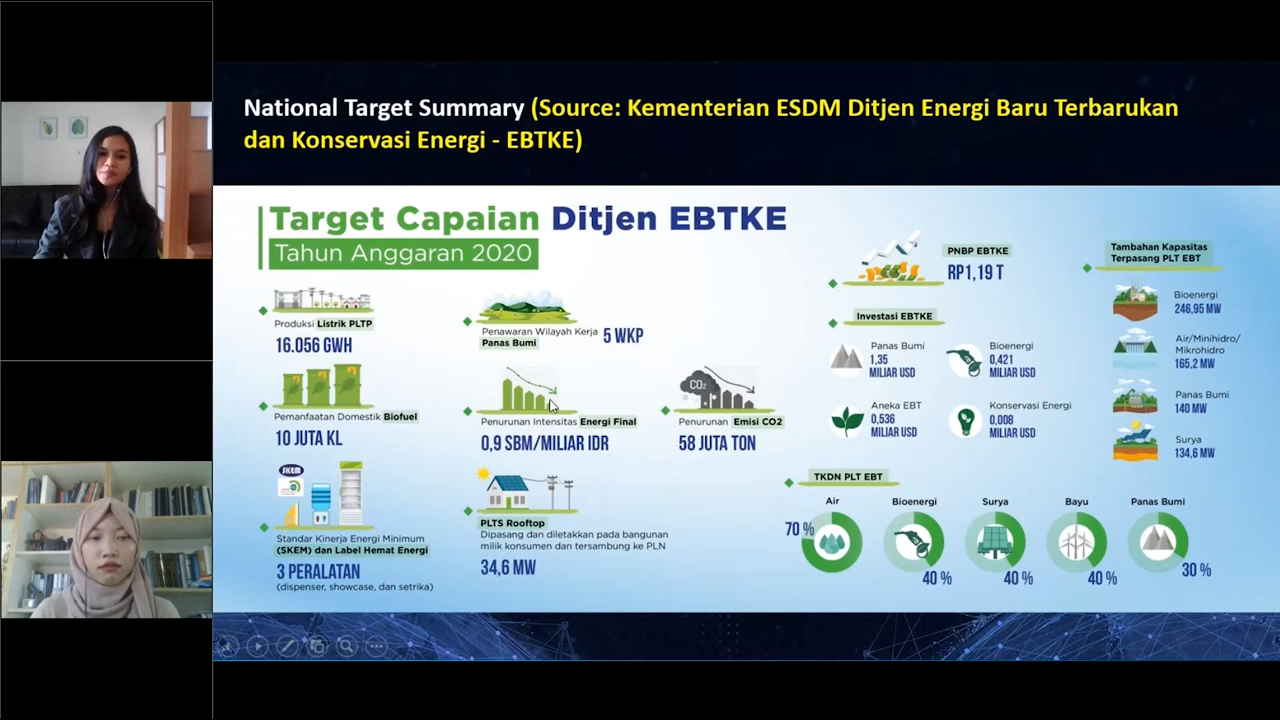 National Target Summary (Source: Kementerian ESDM Ditjen Energi Baru Terbarukan
dan Konservasi Energi - EBTKE)
Target Capaian Ditjen EBTKE
Tahun Anggaran 2020
Produksi Listrik PLTP
16.056 GWH
Penawaran Wilayah Kerja
Panas Bumi
5 WKP
Pemanfaatan Domestik Biofuel
10 JUTA KL
Penurunan Intensitas Energi Final
0,9 SBM/MILIAR IDR
CO2
Penurunan Emisi CO2
58 JUTA TON
SKEM
Standar Kinerja Energi Minimum
(SKEM) dan Label Hemat Energi
3 PERALATAN
(dispenser, showcase, dan setrika)
PLTS Rooftop
Dipasang dan diletakkan pada bangunan
milik konsumen dan tersambung ke PLN
34,6 MW
PNBP EBTKE
RP1,19 T
Investasi EBTKE
Panas Bumi
1,35
MILIAR USD
Bioenergi
0,421
MILIAR USD
Aneka EBT
0,536
MILIAR USD
Konservasi Energi
0,008
MILIAR USD
Tambahan Kapasitas
Terpasang PLT EBT
Bioenergi
246,95 MW
Air/Minihidro/
Mikrohidro
165,2 MW
Panas Bumi
140 MW
Surya
134,6 MW
TKDN PLT EBT
Air
70 %
Bioenergi
40 %
Surya
40 %
Bayu
40 %
Panas Bumi
30 %